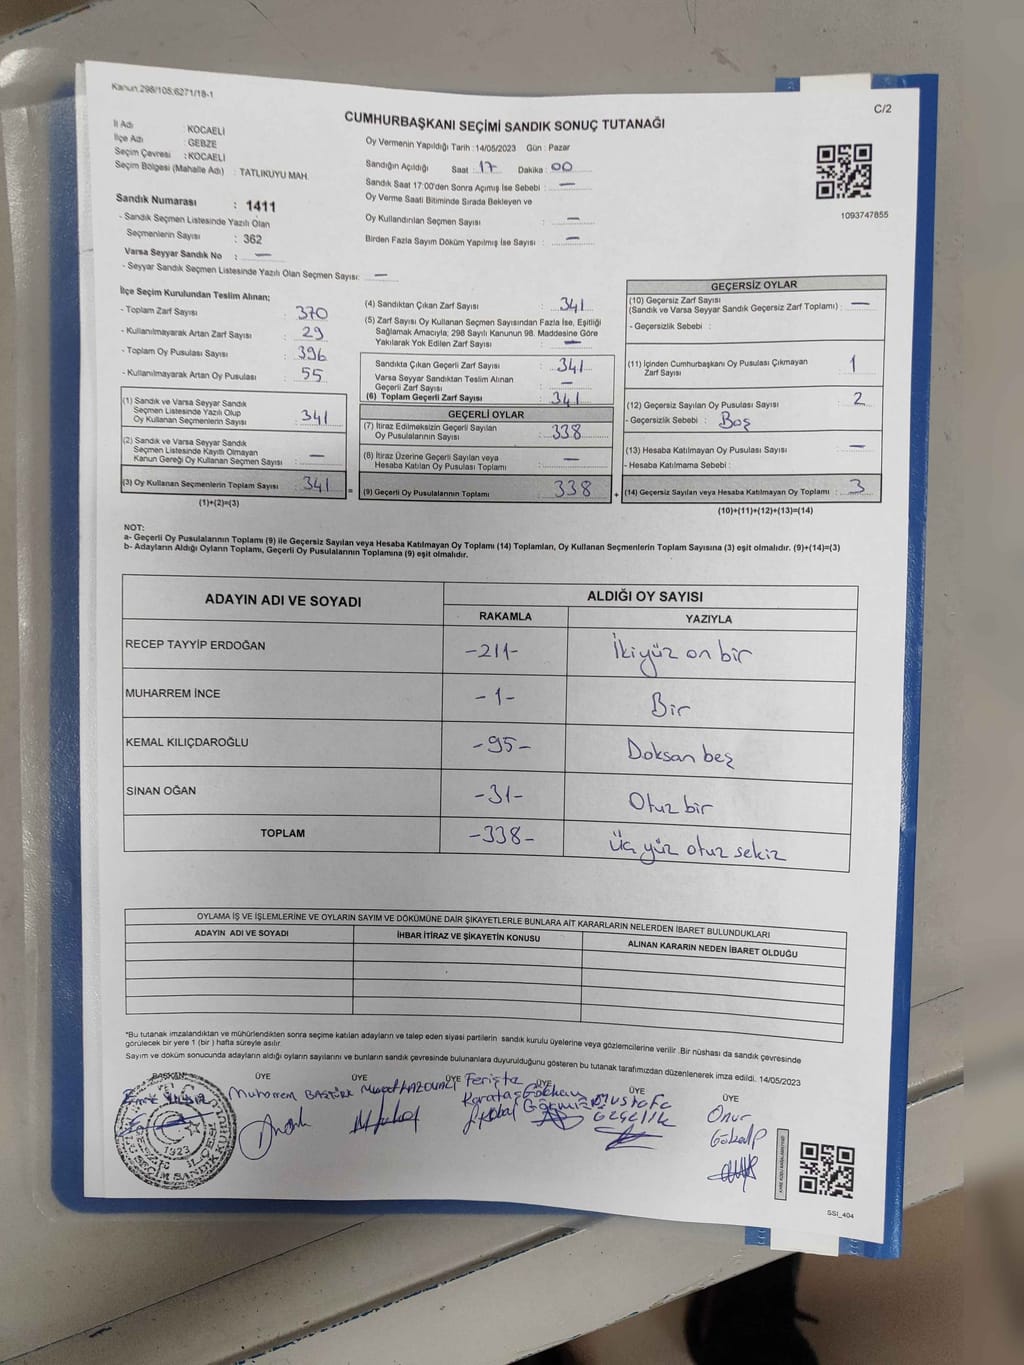 Kanun.298/105;6271/18-1
C/2
CUMHURBAŞKANI SEÇİMİ SANDIK SONUÇ TUTANAĞI
İl Adı : KOCAELİ
İlçe Adı : GEBZE
Seçim Çevresi : KOCAELİ
Seçim Bölgesi (Mahalle Adı) : TATLIKUYU MAH.
Sandık Numarası : 1411
- Sandık Seçmen Listesinde Yazılı Olan
Seçmenlerin Sayısı : 362
Varsa Seyyar Sandık No : —
- Seyyar Sandık Seçmen Listesinde Yazılı Olan Seçmen Sayısı: —
Oy Vermenin Yapıldığı Tarih : 14/05/2023 Gün : Pazar
Sandığın Açıldığı Saat : 17 Dakika : 00
Sandık Saat 17:00'den Sonra Açımış İse Sebebi : —
Oy Verme Saati Bitiminde Sırada Bekleyen ve
Oy Kullandırılan Seçmen Sayısı : —
Birden Fazla Sayım Döküm Yapılmış İse Sayısı : —
1093747855
İlçe Seçim Kurulundan Teslim Alınan;
- Toplam Zarf Sayısı : 370
- Kullanılmayarak Artan Zarf Sayısı : 29
- Toplam Oy Pusulası Sayısı : 396
- Kullanılmayarak Artan Oy Pusulası : 55
(1) Sandık ve Varsa Seyyar Sandık
Seçmen Listesinde Yazılı Olup
Oy Kullanan Seçmenlerin Sayısı : 341
(2) Sandık ve Varsa Seyyar Sandık
Seçmen Listesinde Kayıtlı Olmayan
Kanun Gereği Oy Kullanan Seçmen Sayısı : —
(3) Oy Kullanan Seçmenlerin Toplam Sayısı : 341
(1)+(2)=(3)
(4) Sandıktan Çıkan Zarf Sayısı : 341
(5) Zarf Sayısı Oy Kullanan Seçmen Sayısından Fazla İse, Eşitliği
Sağlamak Amacıyla; 298 Sayılı Kanunun 98. Maddesine Göre
Yakılarak Yok Edilen Zarf Sayısı : —
Sandıkta Çıkan Geçerli Zarf Sayısı : 341
Varsa Seyyar Sandıktan Teslim Alınan
Geçerli Zarf Sayısı : —
(6) Toplam Geçerli Zarf Sayısı : 341
GEÇERLİ OYLAR
(7) İtiraz Edilmeksizin Geçerli Sayılan
Oy Pusulalarının Sayısı : 338
(8) İtiraz Üzerine Geçerli Sayılan veya
Hesaba Katılan Oy Pusulası Toplamı : —
= (9) Geçerli Oy Pusulalarının Toplamı : 338
GEÇERSİZ OYLAR
(10) Geçersiz Zarf Sayısı
(Sandık ve Varsa Seyyar Sandık Geçersiz Zarf Toplamı) : —
- Geçersizlik Sebebi :
(11) İçinden Cumhurbaşkanı Oy Pusulası Çıkmayan
Zarf Sayısı : 1
(12) Geçersiz Sayılan Oy Pusulası Sayısı : 2
- Geçersizlik Sebebi : Boş
(13) Hesaba Katılmayan Oy Pusulası Sayısı : —
- Hesaba Katılmama Sebebi :
+ (14) Geçersiz Sayılan veya Hesaba Katılmayan Oy Toplamı : 3
(10)+(11)+(12)+(13)=(14)
NOT:
a- Geçerli Oy Pusulalarının Toplamı (9) ile Geçersiz Sayılan veya Hesaba Katılmayan Oy Toplamı (14) Toplamları, Oy Kullanan Seçmenlerin Toplam Sayısına (3) eşit olmalıdır. (9)+(14)=(3)
b- Adayların Aldığı Oyların Toplamı, Geçerli Oy Pusulalarının Toplamına (9) eşit olmalıdır.
ADAYIN ADI VE SOYADI
ALDIĞI OY SAYISI
RAKAMLA YAZIYLA
RECEP TAYYİP ERDOĞAN -211- İkiyüz on bir
MUHARREM İNCE -1- Bir
KEMAL KILIÇDAROĞLU -95- Doksan beş
SİNAN OĞAN -31- Otuz bir
TOPLAM -338- Üç yüz otuz sekiz
OYLAMA İŞ VE İŞLEMLERİNE VE OYLARIN SAYIM VE DÖKÜMÜNE DAİR ŞİKAYETLERLE BUNLARA AİT KARARLARIN NELERDEN İBARET BULUNDUKLARI
ADAYIN ADI VE SOYADI İHBAR İTİRAZ VE ŞİKAYETİN KONUSU ALINAN KARARIN NEDEN İBARET OLDUĞU
*Bu tutanak imzalandıktan ve mühürlendikten sonra seçime katılan adayların ve talep eden siyasi partilerin sandık kurulu üyelerine veya gözlemcilerine verilir .Bir nüshası da sandık çevresinde
görülecek bir yere 1 (bir ) hafta süreyle asılır.
Sayım ve döküm sonucunda adayların aldığı oyların sayılarını ve bunların sandık çevresinde bulunanlara duyurulduğunu gösteren bu tutanak tarafımızdan düzenlenerek imza edildi. 14/05/2023
BAŞKAN ÜYE ÜYE ÜYE ÜYE ÜYE ÜYE
Muharrem BAŞTÜRK
Ferişta
Karataş
Gökhan
Mustafa
Onur
Gökalp
1923
SSI_404